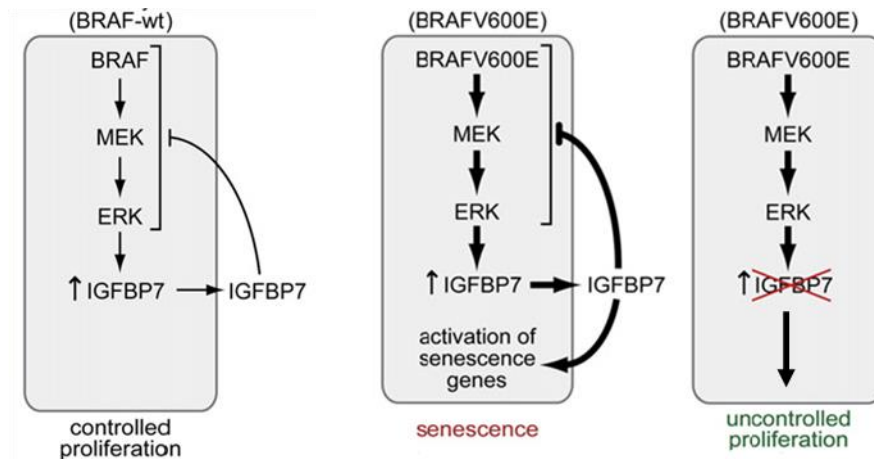 (BRAF-wt)
BRAF
MEK
ERK
↑ IGFBP7
IGFBP7
controlled
proliferation
(BRAFV600E)
BRAFV600E
MEK
ERK
↑ IGFBP7
IGFBP7
activation of
senescence
genes
senescence
(BRAFV600E)
BRAFV600E
MEK
ERK
↑ IGFBP7
uncontrolled
proliferation